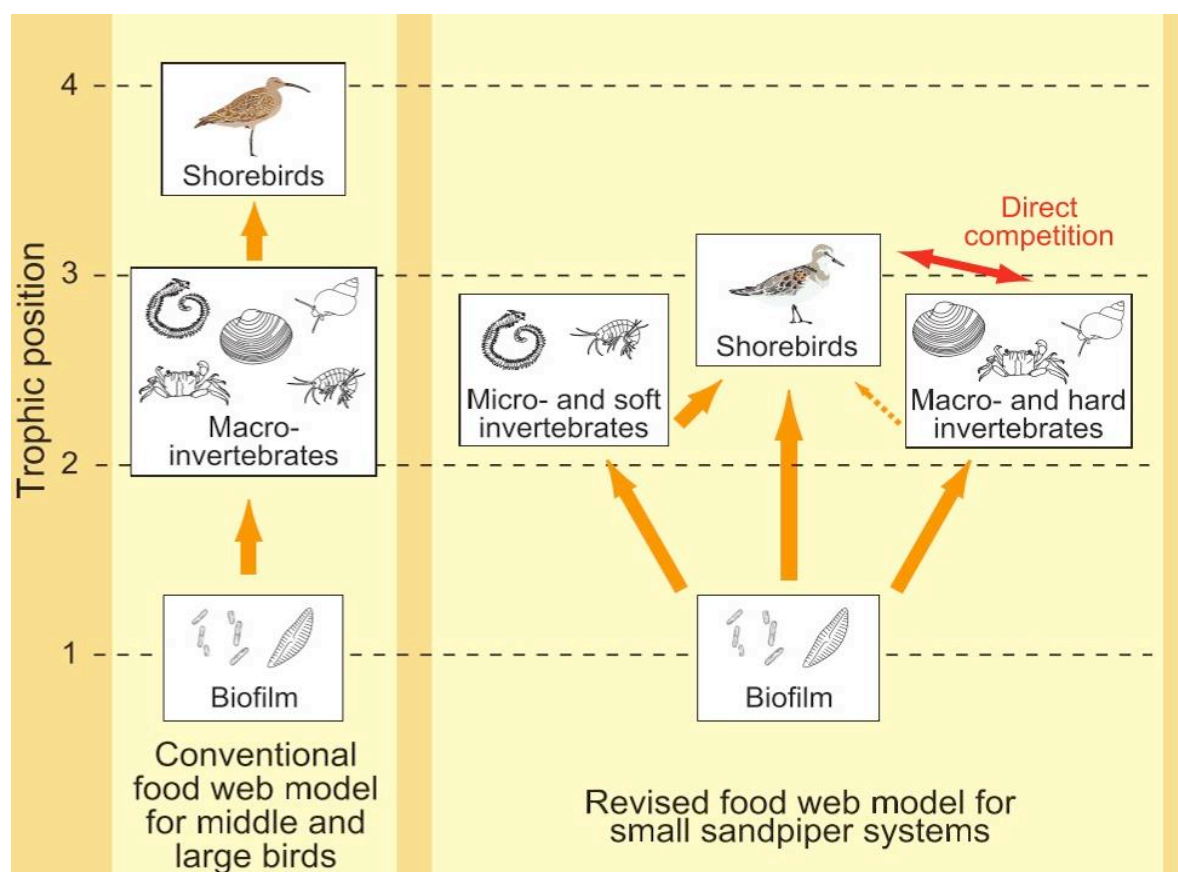 Trophic position
4
3
2
1
Shorebirds
Macro-
invertebrates
Biofilm
Conventional
food web model
for middle and
large birds
Direct
competition
Shorebirds
Micro- and soft
invertebrates
Macro- and hard
invertebrates
Biofilm
Revised food web model for
small sandpiper systems